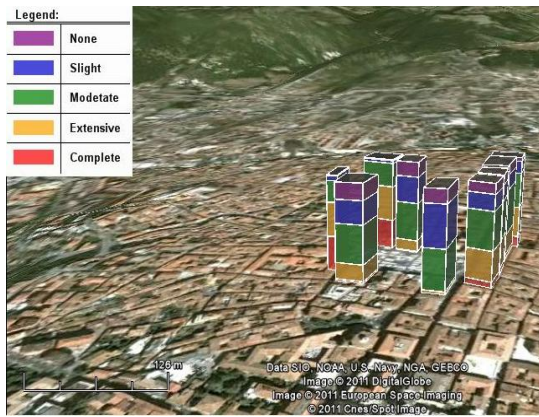 Legend:
None
Slight
Modetate
Extensive
Complete
126 m
Data SIO, NOAA, U.S. Navy, NGA, GEBCO
Image © 2011 DigitalGlobe
Image © 2011 European Space Imaging
© 2011 Cnes/Spot Image